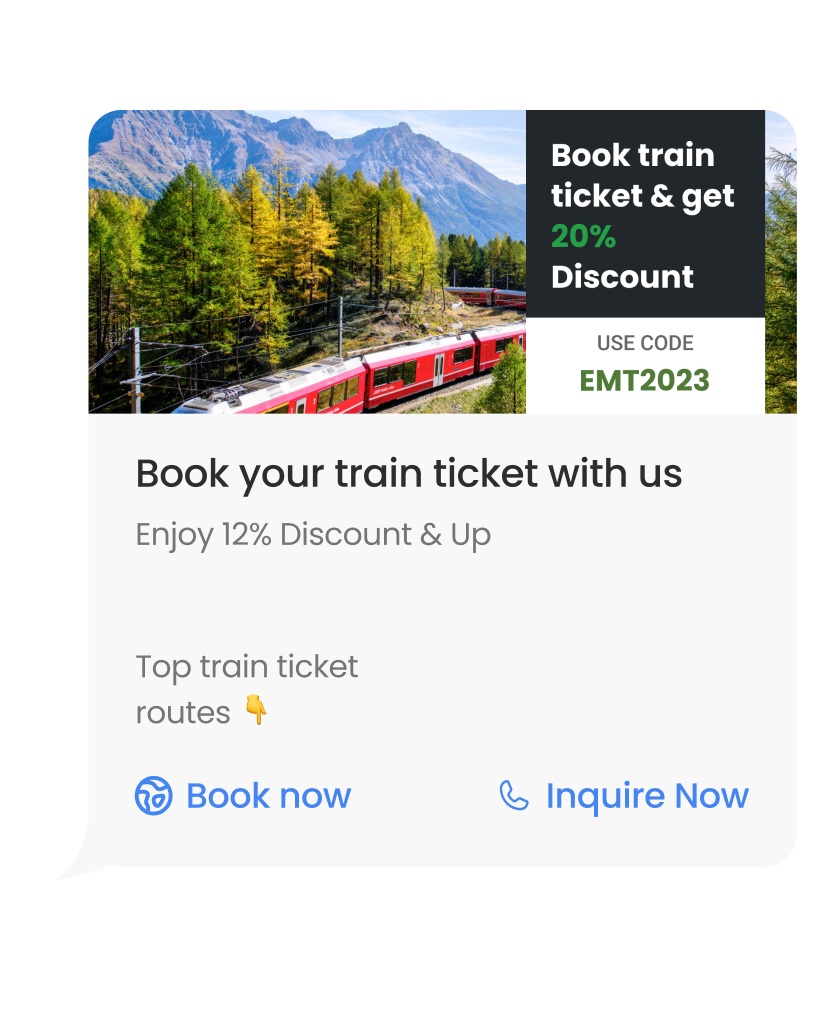 Book train
ticket & get
20%
Discount
USE CODE
EMT2023
Book your train ticket with us
Enjoy 12% Discount & Up
Top train ticket
routes 👇
Book now
Inquire Now